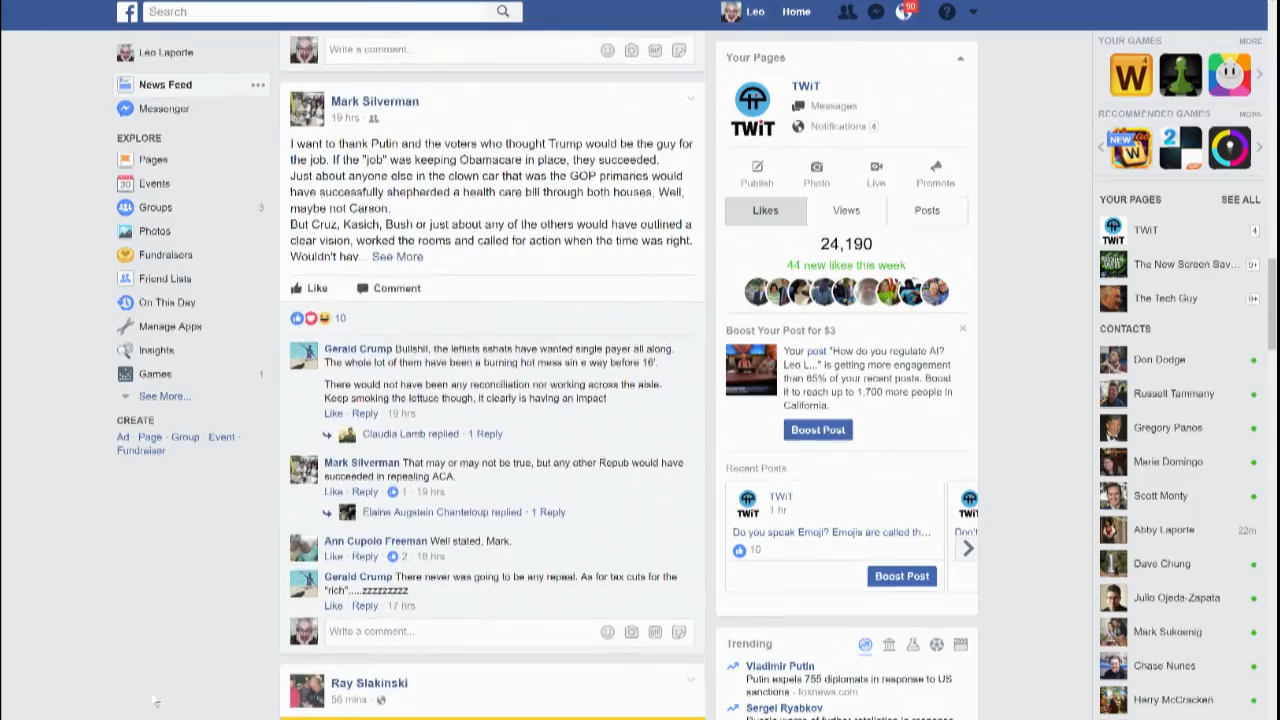 Search
Leo
Home
90
Leo Laporte
News Feed
Messenger
EXPLORE
Pages
Events
Groups 3
Photos
Fundraisers
Friend Lists
On This Day
Manage Apps
Insights
Games 1
See More...
CREATE
Ad · Page · Group · Event ·
Fundraiser
Write a comment...
Mark Silverman
19 hrs ·
I want to thank Putin and the voters who thought Trump would be the guy for
the job. If the "job" was keeping Obamacare in place, they succeeded.
Just about anyone else in the clown car that was the GOP primaries would
have successfully shepherded a health care bill through both houses. Well,
maybe not Carson.
But Cruz, Kasich, Bush or just about any of the others would have outlined a
clear vision, worked the rooms and called for action when the time was right.
Wouldn't hav... See More
Like Comment
10
Gerald Crump Bullshit, the leftists sshats have wanted single payer all along.
The whole lot of them have been a burning hot mess sin e way before 16'.
There would not have been any reconciliation nor working across the aisle.
Keep smoking the lettuce though, it clearly is having an impact
Like · Reply · 19 hrs
Claudia Lamb replied · 1 Reply
Mark Silverman That may or may not be true, but any other Repub would have
succeeded in repealing ACA.
Like · Reply · 1 · 19 hrs
Elaine Augstein Chanteloup replied · 1 Reply
Ann Cupolo Freeman Well stated, Mark.
Like · Reply · 2 · 18 hrs
Gerald Crump There never was going to be any repeal. As for tax cuts for the
"rich".....zzzzzzzzzz
Like · Reply · 17 hrs
Write a comment...
Ray Slakinski
56 mins ·
Your Pages
TWiT
TWiT
Messages
Notifications 4
Publish Photo Live Promote
Likes Views Posts
24,190
44 new likes this week
Boost Your Post for $3
Your post "How do you regulate AI?
Leo L..." is getting more engagement
than 85% of your recent posts. Boost
it to reach up to 1,700 more people in
California.
Boost Post
Recent Posts
TWiT
TWiT
1 hr
Do you speak Emoji? Emojis are called th...
10
Boost Post
TWiT
Don't
Trending
Vladimir Putin
Putin expels 755 diplomats in response to US
sanctions - foxnews.com
Sergei Ryabkov
YOUR GAMES MORE
W
RECOMMENDED GAMES MORE
NEW
W
2
YOUR PAGES SEE ALL
TWiT
TWiT 4
The New Screen Sav... 9+
The Tech Guy 9+
CONTACTS
Don Dodge
Russell Tammany
Gregory Panos
Marie Domingo
Scott Monty
Abby Laporte 22m
Dave Chung
Julio Ojeda-Zapata
Mark Sukoenig
Chase Nunes
Harry McCracken